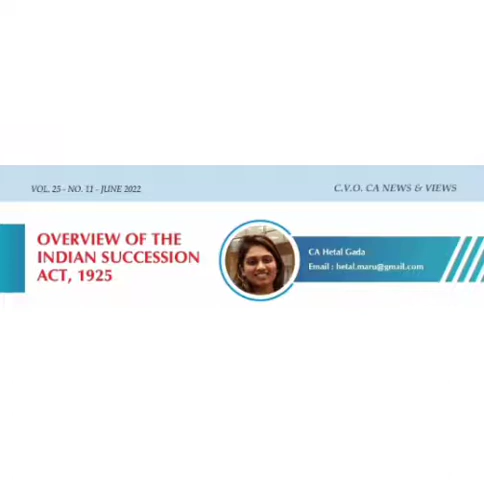 VOL. 25 - NO. 11 - JUNE 2022
C.V.O. CA NEWS & VIEWS
OVERVIEW OF THE
INDIAN SUCCESSION
ACT, 1925
CA Hetal Gada
Email : hetal.maru@gmail.com